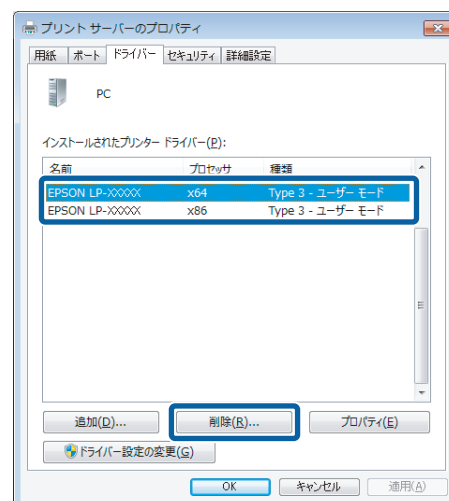 プリント サーバーのプロパティ
用紙 ポート ドライバー セキュリティ 詳細設定
PC
インストールされたプリンター ドライバー(P):
名前 プロセッサ 種類
EPSON LP-XXXXX x64 Type 3 - ユーザー モード
EPSON LP-XXXXX x86 Type 3 - ユーザー モード
追加(D)... 削除(R)... プロパティ(E)
ドライバー設定の変更(G)
OK キャンセル 適用(A)